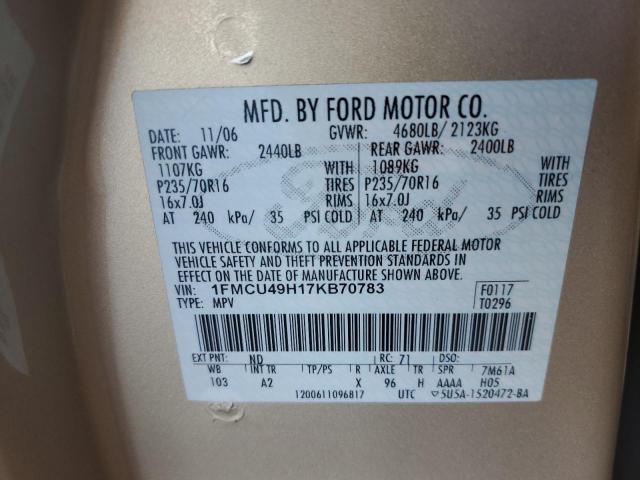 MFD. BY FORD MOTOR CO.
DATE: 11/06 GVWR: 4680LB/ 2123KG
FRONT GAWR: 2440LB REAR GAWR: 2400LB
1107KG WITH 1089KG WITH
P235/70R16 TIRES P235/70R16 TIRES
16x7.0J RIMS 16x7.0J RIMS
AT 240 kPa/ 35 PSI COLD AT 240 kPa/ 35 PSI COLD
THIS VEHICLE CONFORMS TO ALL APPLICABLE FEDERAL MOTOR
VEHICLE SAFETY AND THEFT PREVENTION STANDARDS IN
EFFECT ON THE DATE OF MANUFACTURE SHOWN ABOVE.
VIN: 1FMCU49H17KB70783 F0117
TYPE: MPV T0296
EXT PNT: ND RC: 71 DSO:
WB INT TR TP/PS R AXLE TR SPR 7M61A
103 A2 X 96 H AAAA H05
1200611096817 UTC ▽5U5A-1520472-BA